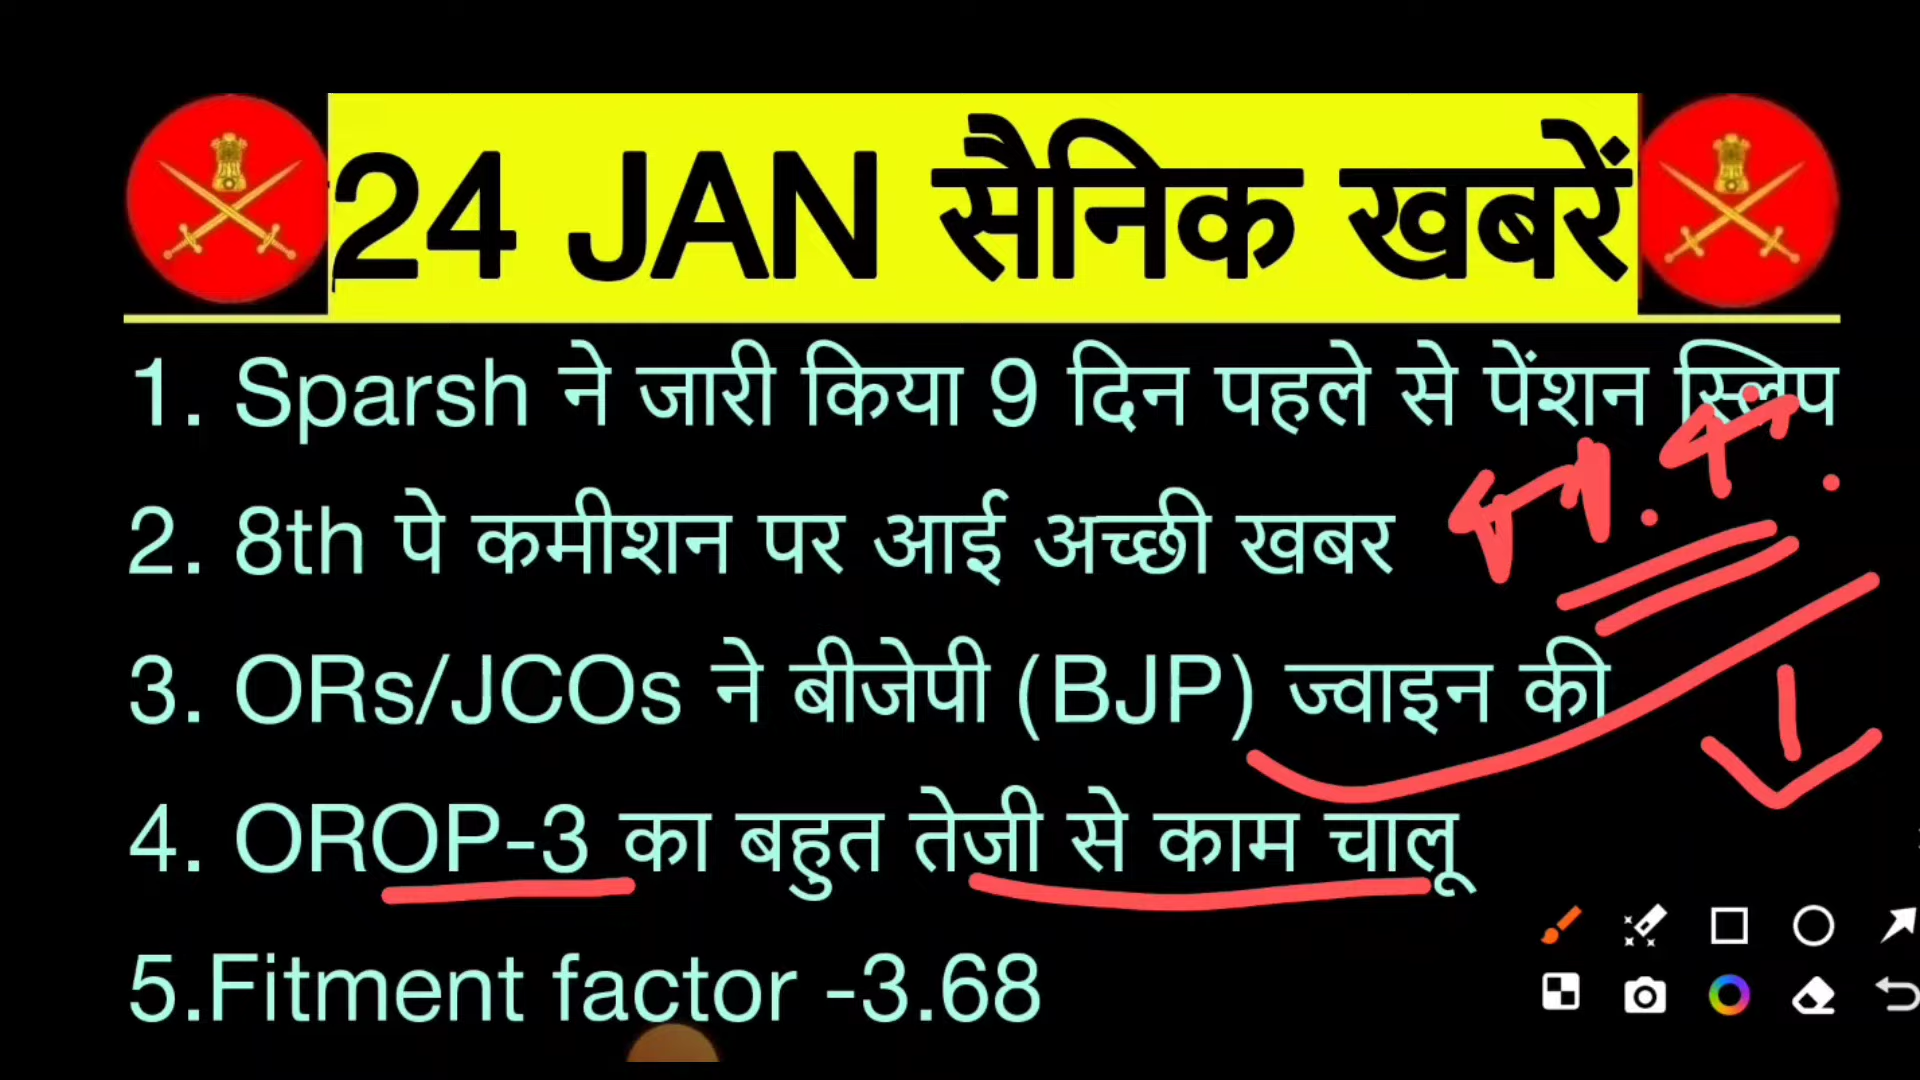 24 JAN सैनिक खबरें
1. Sparsh ने जारी किया 9 दिन पहले से पेंशन स्लिप
2. 8th पे कमीशन पर आई अच्छी खबर
3. ORs/JCOs ने बीजेपी (BJP) ज्वाइन की
4. OROP-3 का बहुत तेजी से काम चालू
5.Fitment factor -3.68